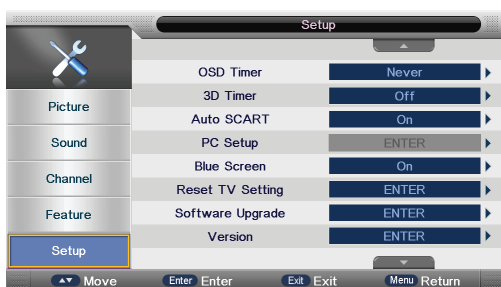 Setup
OSD Timer Never
3D Timer Off
Picture
Auto SCART On
Sound
PC Setup ENTER
Blue Screen On
Channel
Reset TV Setting ENTER
Feature
Software Upgrade ENTER
Version ENTER
Setup
Move Enter Enter Exit Exit Menu Return